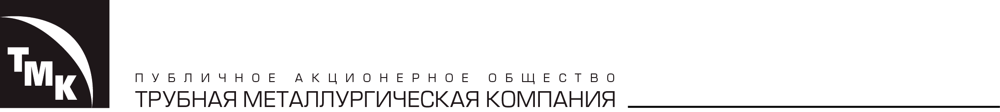 ТМК
ПУБЛИЧНОЕ АКЦИОНЕРНОЕ ОБЩЕСТВО
ТРУБНАЯ МЕТАЛЛУРГИЧЕСКАЯ КОМПАНИЯ